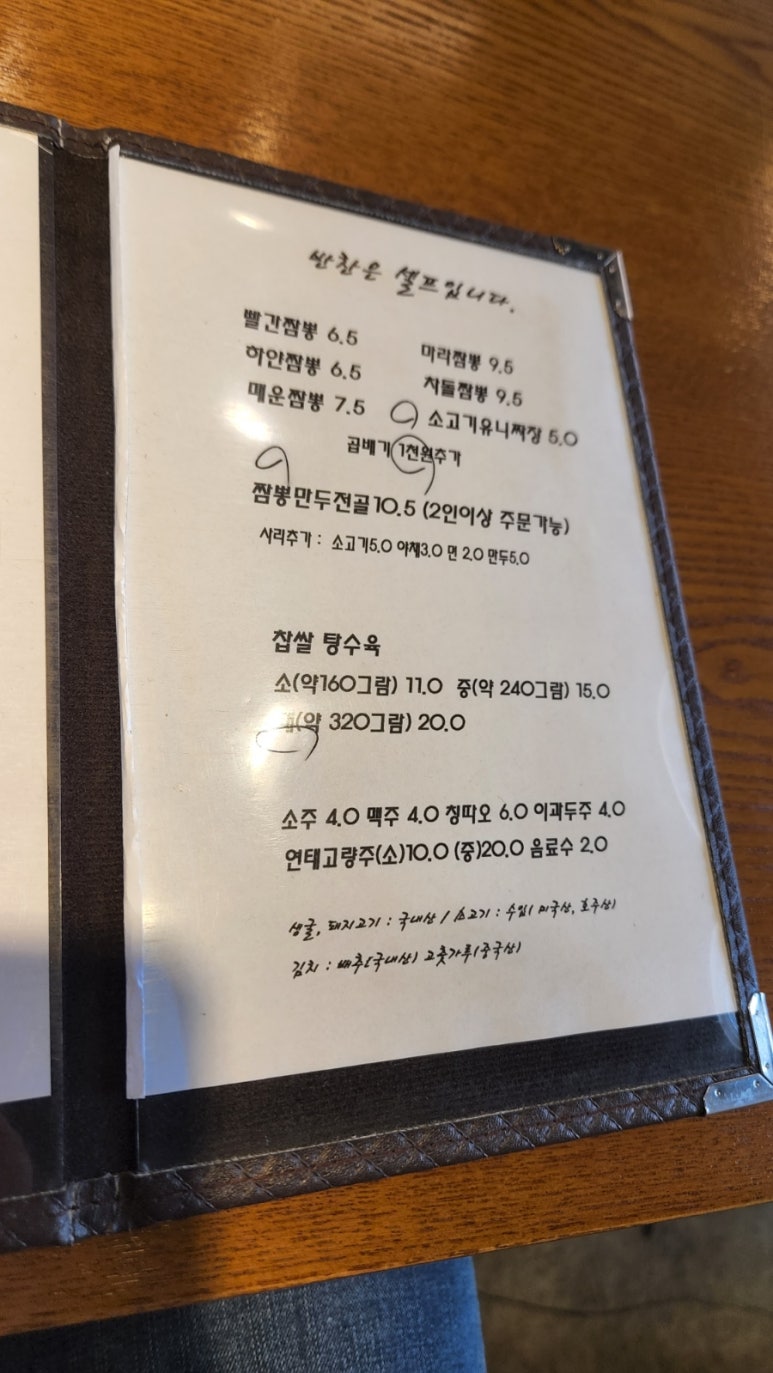 반찬은 셀프입니다.
빨간짬뽕 6.5
하얀짬뽕 6.5
매운짬뽕 7.5
마라짬뽕 9.5
차돌짬뽕 9.5
소고기유니짜장 5.0
곱배기 1천원추가
짬뽕만두전골 10.5 (2인이상 주문가능)
사리추가 : 소고기5.0 야채3.0 면 2.0 만두5.0
찹쌀 탕수육
소(약160그람) 11.0 중(약 240그람) 15.0
대(약 320그람) 20.0
소주 4.0 맥주 4.0 칭따오 6.0 이과두주 4.0
연태고량주(소)10.0 (중)20.0 음료수 2.0
생굴, 돼지고기 : 국내산 / 소고기 : 수입( 미국산, 호주산)
김치 : 배추(국내산) 고춧가루(중국산)